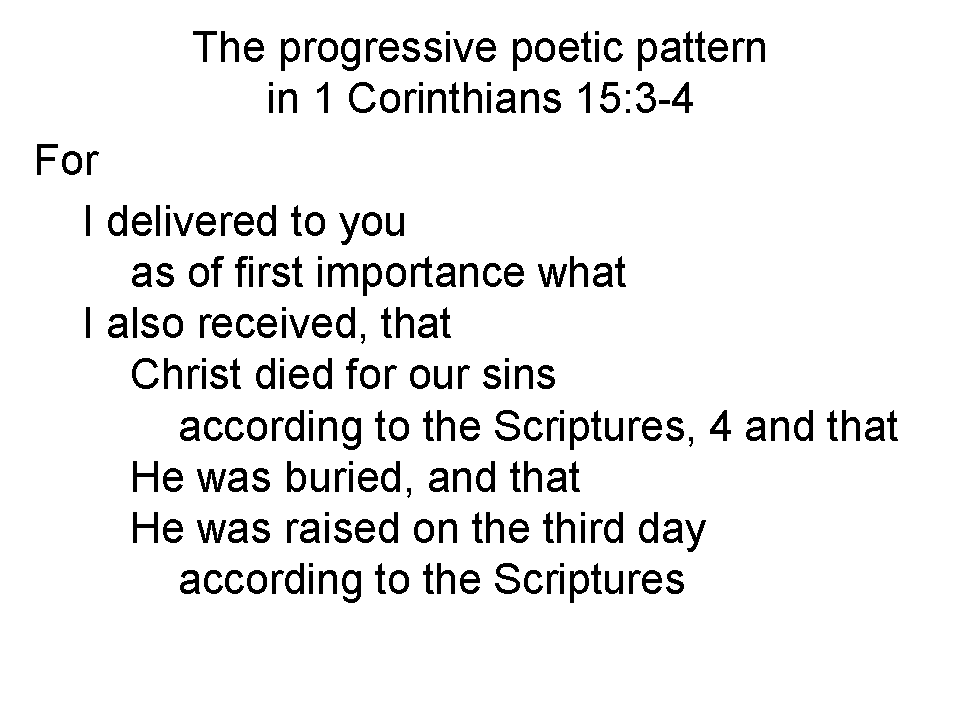 The progressive poetic pattern
in 1 Corinthians 15:3-4
For
I delivered to you
as of first importance what
I also received, that
Christ died for our sins
according to the Scriptures, 4 and that
He was buried, and that
He was raised on the third day
according to the Scriptures